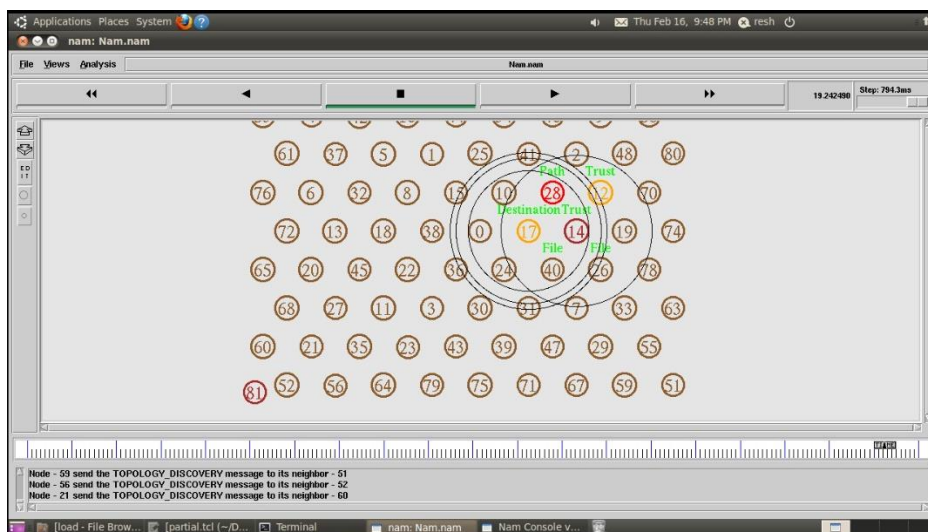 Applications Places System
Thu Feb 16, 9:48 PM resh
nam: Nam.nam
File Views Analysis Nam.nam
19.242490 Step: 794.3ms
61 37 5 1 25 41 2 48 80
Path Trust
76 6 32 8 15 10 28 12 70
Destination Trust
72 13 18 38 0 17 14 19 74
File File
65 20 45 22 36 24 40 26 78
68 27 11 3 30 31 7 33 63
60 21 35 23 43 39 47 29 55
81 52 56 64 79 75 71 67 59 51
ED
IT
Node - 59 send the TOPOLOGY_DISCOVERY message to its neighbor - 51
Node - 56 send the TOPOLOGY_DISCOVERY message to its neighbor - 52
Node - 21 send the TOPOLOGY_DISCOVERY message to its neighbor - 60
[load - File Brow... [partial.tcl (~/D... Terminal nam: Nam.nam Nam Console v...